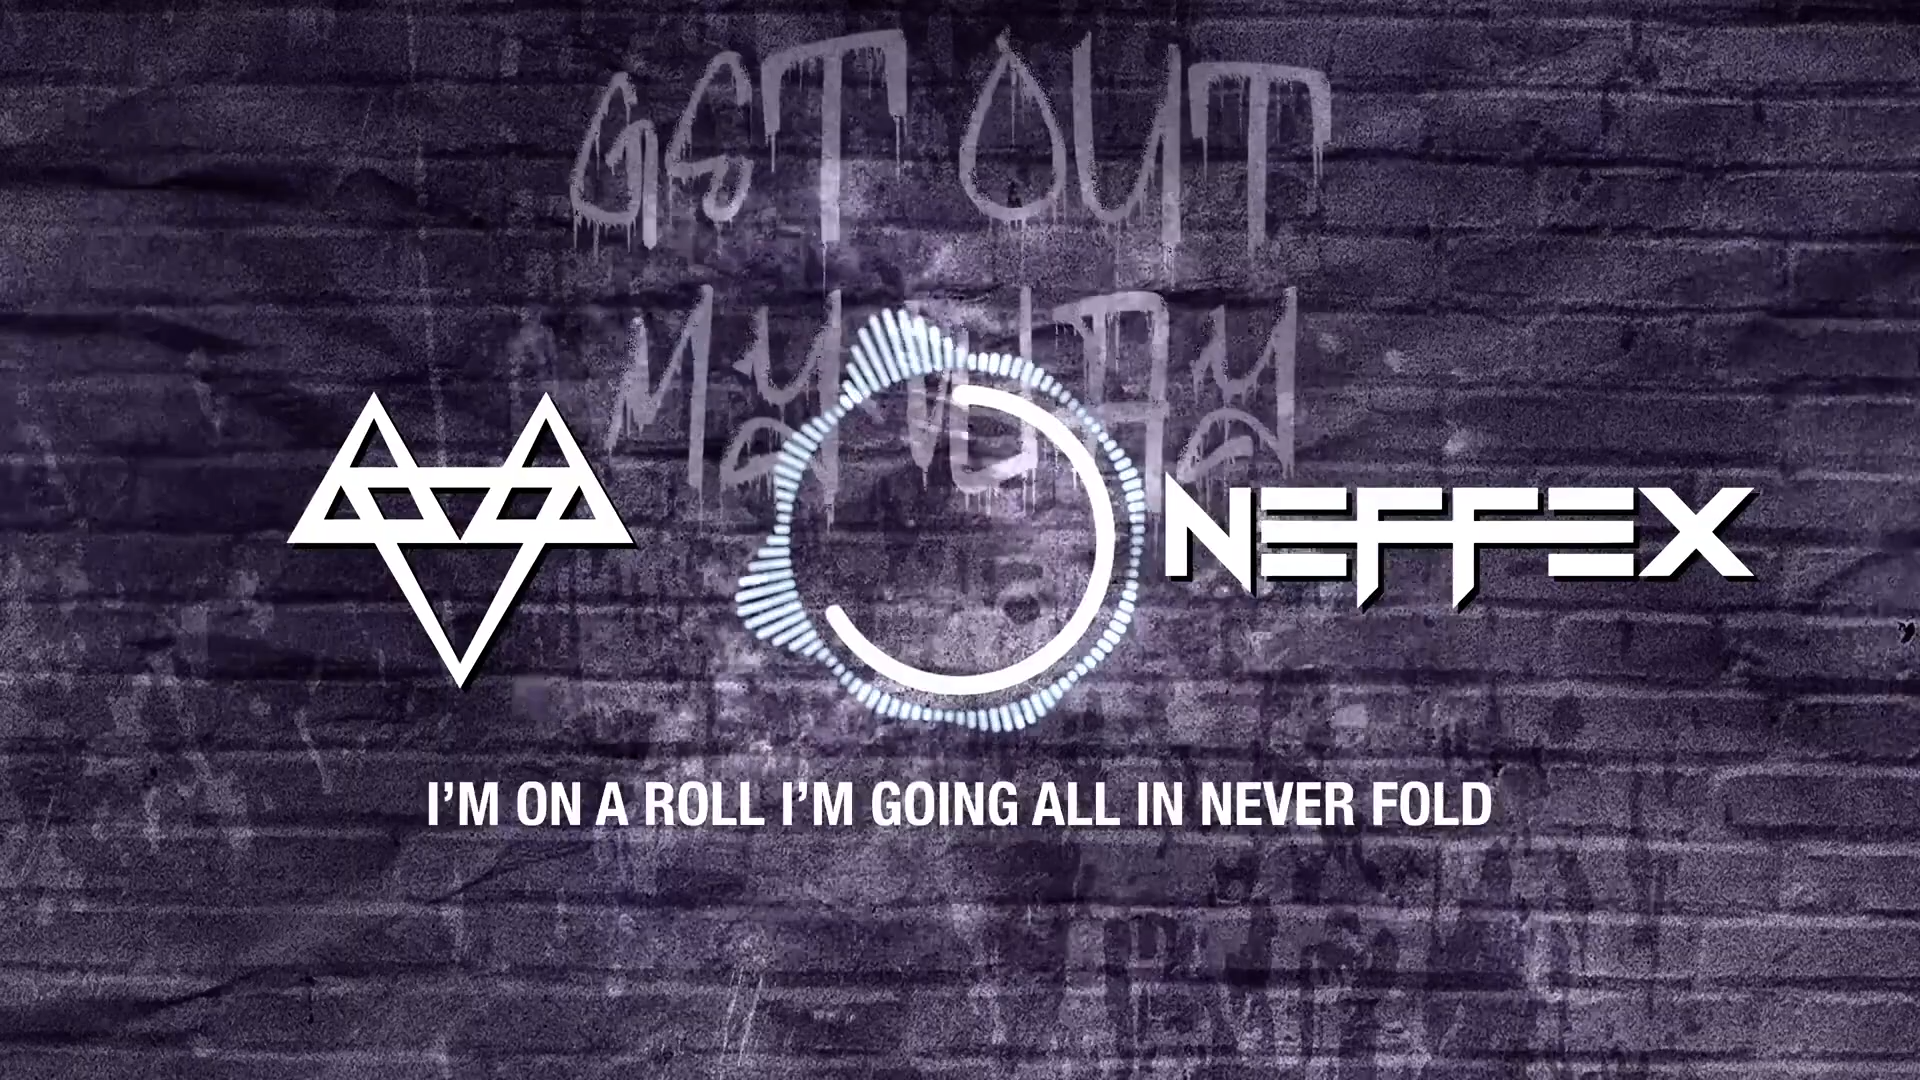 GET OUT
MY WAY
NEFFEX
I'M ON A ROLL I'M GOING ALL IN NEVER FOLD